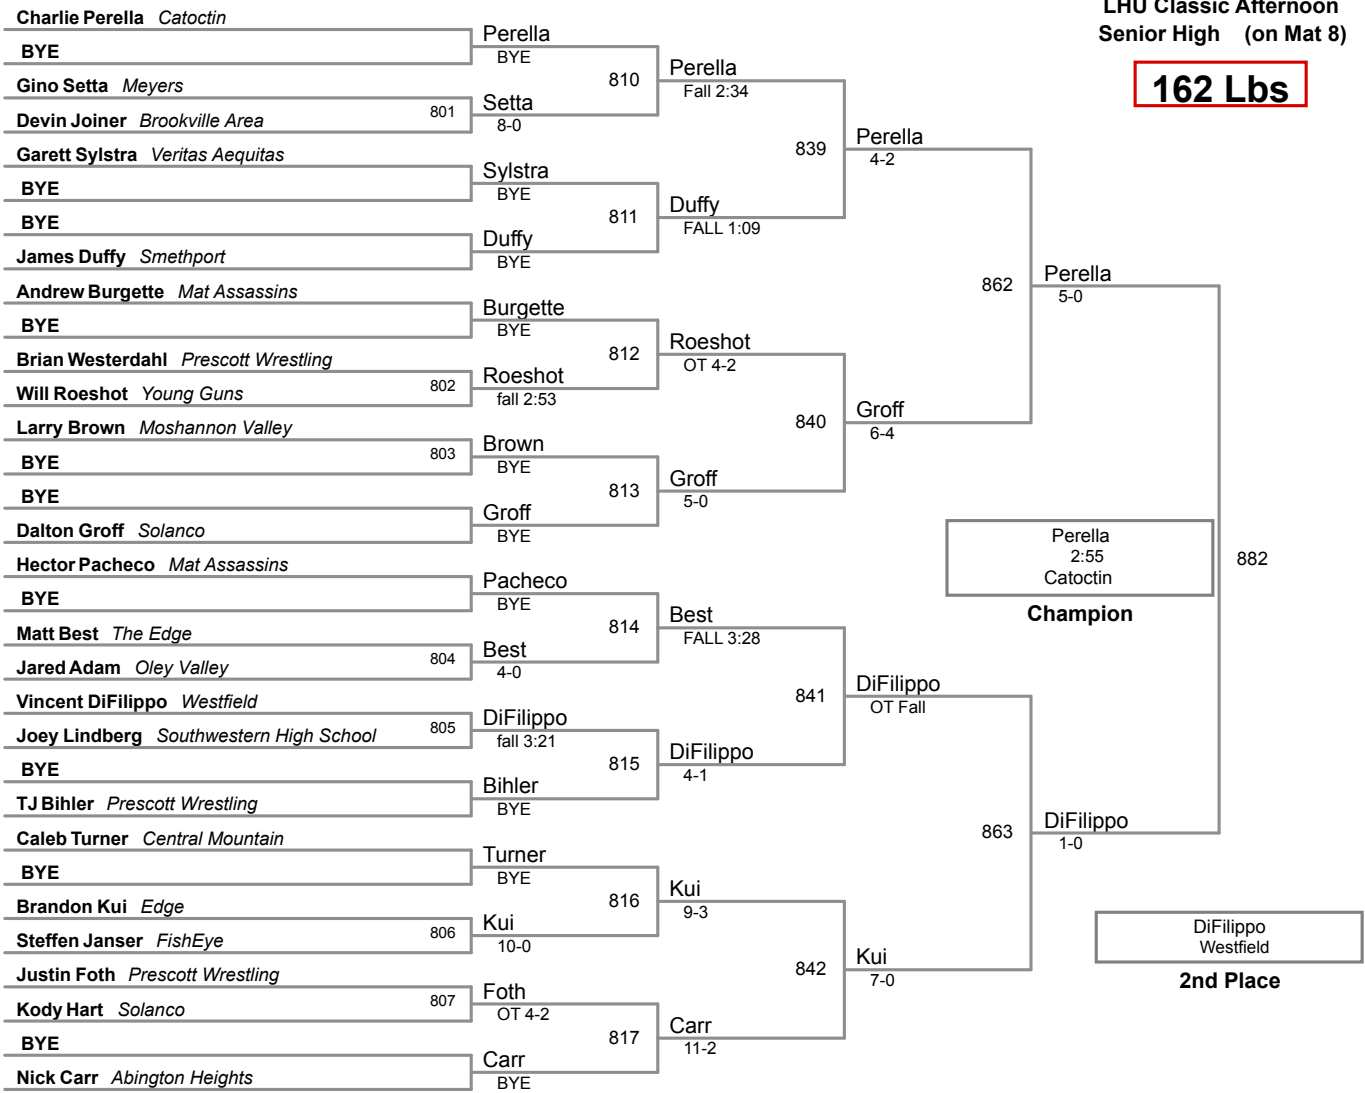 LHU Classic Afternoon
Senior High (on Mat 8)
162 Lbs
Charlie Perella Catoctin
BYE
Gino Setta Meyers
Devin Joiner Brookville Area
Garett Sylstra Veritas Aequitas
BYE
BYE
James Duffy Smethport
Andrew Burgette Mat Assassins
BYE
Brian Westerdahl Prescott Wrestling
Will Roeshot Young Guns
Larry Brown Moshannon Valley
BYE
BYE
Dalton Groff Solanco
Hector Pacheco Mat Assassins
BYE
Matt Best The Edge
Jared Adam Oley Valley
Vincent DiFilippo Westfield
Joey Lindberg Southwestern High School
BYE
TJ Bihler Prescott Wrestling
Caleb Turner Central Mountain
BYE
Brandon Kui Edge
Steffen Janser FishEye
Justin Foth Prescott Wrestling
Kody Hart Solanco
BYE
Nick Carr Abington Heights
801
802
803
804
805
806
807
Perella
BYE
Setta
8-0
Sylstra
BYE
Duffy
BYE
Burgette
BYE
Roeshot
fall 2:53
Brown
BYE
Groff
BYE
Pacheco
BYE
Best
4-0
DiFilippo
fall 3:21
Bihler
BYE
Turner
BYE
Kui
10-0
Foth
OT 4-2
Carr
BYE
810
811
812
813
814
815
816
817
Perella
Fall 2:34
Duffy
FALL 1:09
Roeshot
OT 4-2
Groff
5-0
Best
FALL 3:28
DiFilippo
4-1
Kui
9-3
Carr
11-2
839
840
841
842
Perella
4-2
Groff
6-4
DiFilippo
OT Fall
Kui
7-0
862
863
Perella
5-0
DiFilippo
1-0
882
Perella
2:55
Catoctin
Champion
DiFilippo
Westfield
2nd Place